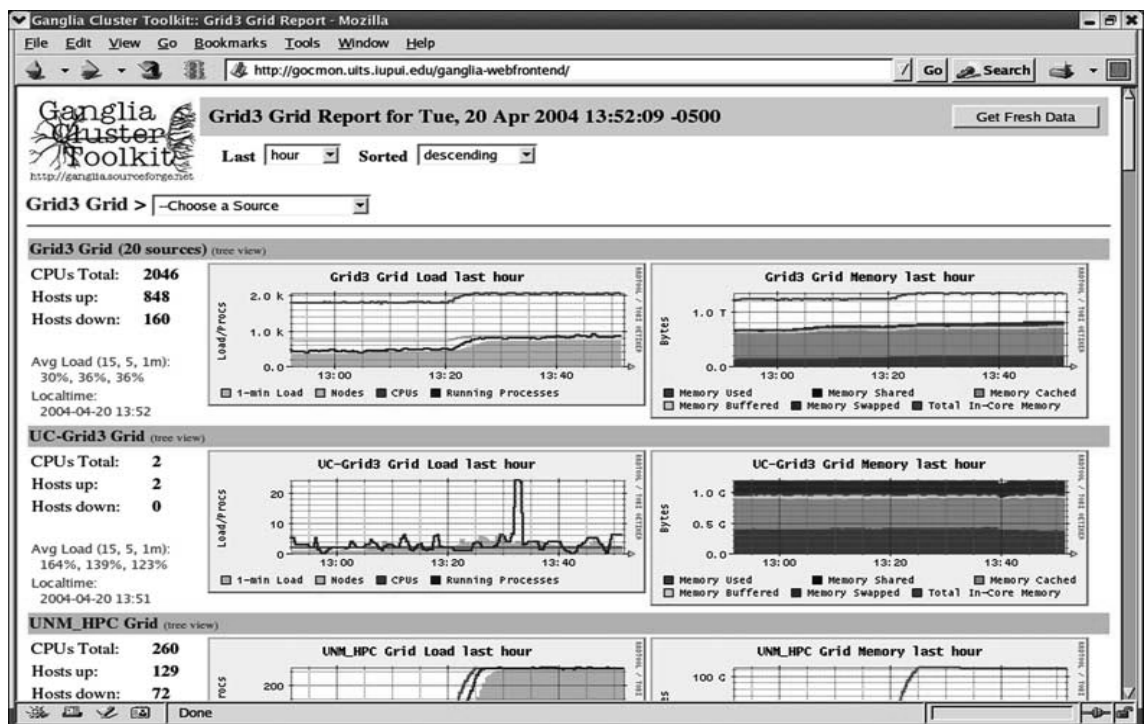 Ganglia Cluster Toolkit:: Grid3 Grid Report - Mozilla
File Edit View Go Bookmarks Tools Window Help
http://gocmon.uits.iupui.edu/ganglia-webfrontend/ Go Search
Ganglia
Cluster
Toolkit
http://ganglia.sourceforge.net
Grid3 Grid Report for Tue, 20 Apr 2004 13:52:09 -0500
Get Fresh Data
Last hour Sorted descending
Grid3 Grid > --Choose a Source
Grid3 Grid (20 sources) (tree view)
CPUs Total: 2046
Hosts up: 848
Hosts down: 160
Avg Load (15, 5, 1m):
30%, 36%, 36%
Localtime:
2004-04-20 13:52
Grid3 Grid Load last hour
Load/Procs
2.0 k
1.0 k
0.0
13:00 13:20 13:40
1-min Load Nodes CPUs Running Processes
Grid3 Grid Memory last hour
Bytes
1.0 T
0.0
13:00 13:20 13:40
Memory Used Memory Shared Memory Cached
Memory Buffered Memory Swapped Total In-Core Memory
UC-Grid3 Grid (tree view)
CPUs Total: 2
Hosts up: 2
Hosts down: 0
Avg Load (15, 5, 1m):
164%, 139%, 123%
Localtime:
2004-04-20 13:51
UC-Grid3 Grid Load last hour
Load/Procs
20
10
0
13:00 13:20 13:40
1-min Load Nodes CPUs Running Processes
UC-Grid3 Grid Memory last hour
Bytes
1.0 G
0.5 G
0.0
13:00 13:20 13:40
Memory Used Memory Shared Memory Cached
Memory Buffered Memory Swapped Total In-Core Memory
UNM_HPC Grid (tree view)
CPUs Total: 260
Hosts up: 129
Hosts down: 72
UNM_HPC Grid Load last hour
rocs
200
UNM_HPC Grid Memory last hour
100 G
Done